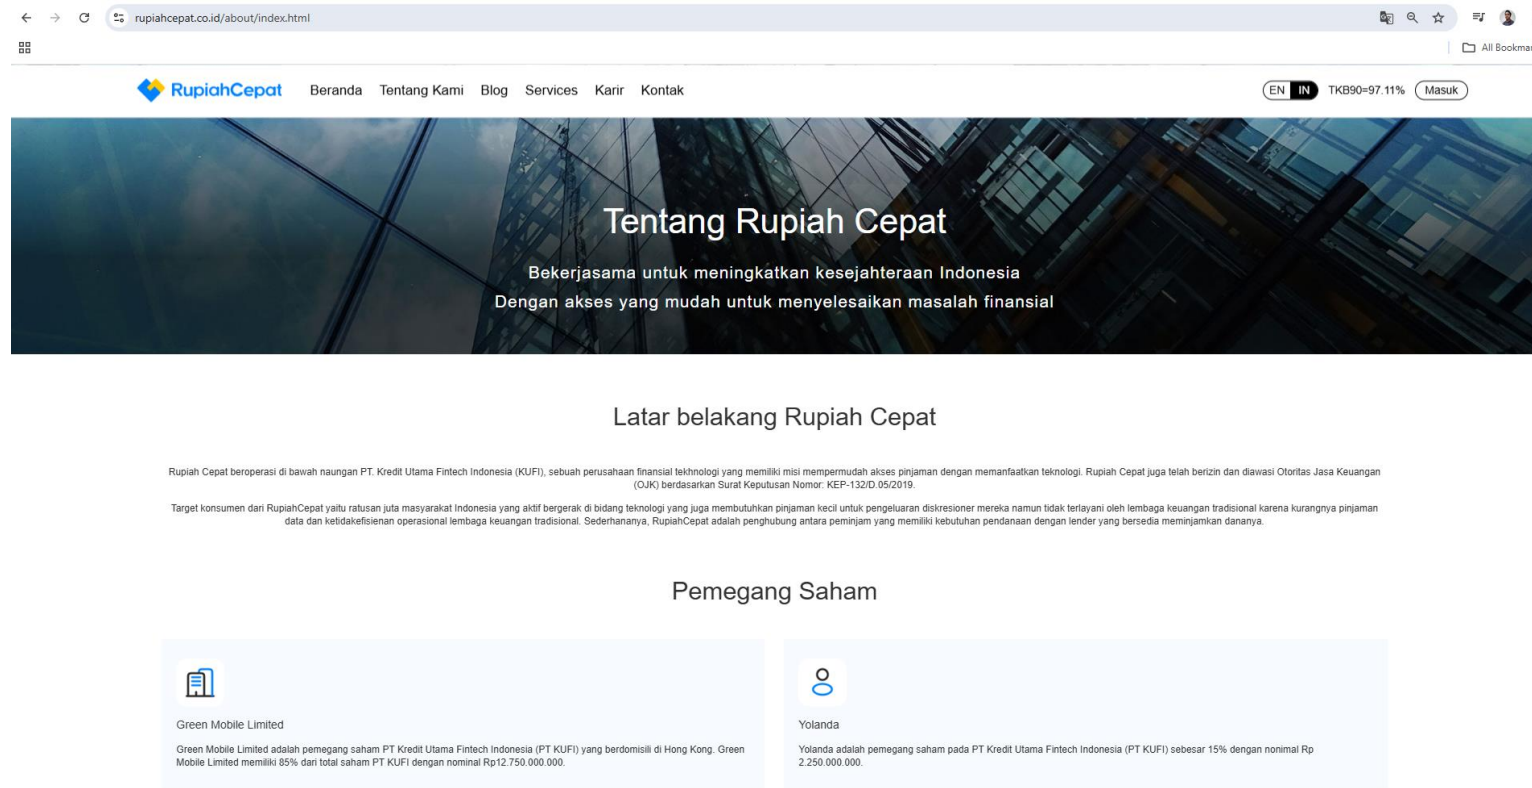 rupiahcepat.co.id/about/index.html
All Bookmar
RupiahCepat
Beranda Tentang Kami Blog Services Karir Kontak
EN IN TKB90=97.11% Masuk
Tentang Rupiah Cepat
Bekerjasama untuk meningkatkan kesejahteraan Indonesia
Dengan akses yang mudah untuk menyelesaikan masalah finansial
Latar belakang Rupiah Cepat
Rupiah Cepat beroperasi di bawah naungan PT. Kredit Utama Fintech Indonesia (KUFI), sebuah perusahaan finansial tekhnologi yang memiliki misi mempermudah akses pinjaman dengan memanfaatkan teknologi. Rupiah Cepat juga telah berizin dan diawasi Otoritas Jasa Keuangan
(OJK) berdasarkan Surat Keputusan Nomor: KEP-132/D.05/2019.
Target konsumen dari RupiahCepat yaitu ratusan juta masyarakat Indonesia yang aktif bergerak di bidang teknologi yang juga membutuhkan pinjaman kecil untuk pengeluaran diskresioner mereka namun tidak terlayani oleh lembaga keuangan tradisional karena kurangnya pinjaman
data dan ketidakefisienan operasional lembaga keuangan tradisional. Sederhananya, RupiahCepat adalah penghubung antara peminjam yang memiliki kebutuhan pendanaan dengan lender yang bersedia meminjamkan dananya.
Pemegang Saham
Green Mobile Limited
Green Mobile Limited adalah pemegang saham PT Kredit Utama Fintech Indonesia (PT KUFI) yang berdomisili di Hong Kong. Green
Mobile Limited memiliki 85% dari total saham PT KUFI dengan nominal Rp12.750.000.000.
Yolanda
Yolanda adalah pemegang saham pada PT Kredit Utama Fintech Indonesia (PT KUFI) sebesar 15% dengan nonimal Rp
2.250.000.000.